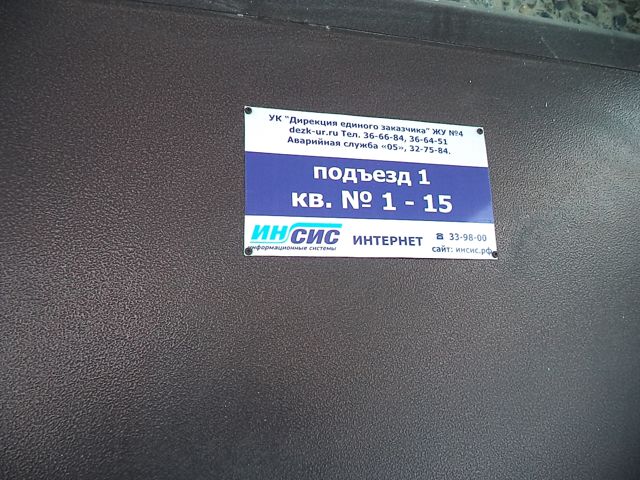 УК "Дирекция единого заказчика" ЖУ №4
dezk-ur.ru Тел. 36-66-84, 36-64-51
Аварийная служба «05», 32-75-84.
подъезд 1
кв. № 1 - 15
ИНСИС
информационные системы
ИНТЕРНЕТ
☎ 33-98-00
сайт: инсис.рф